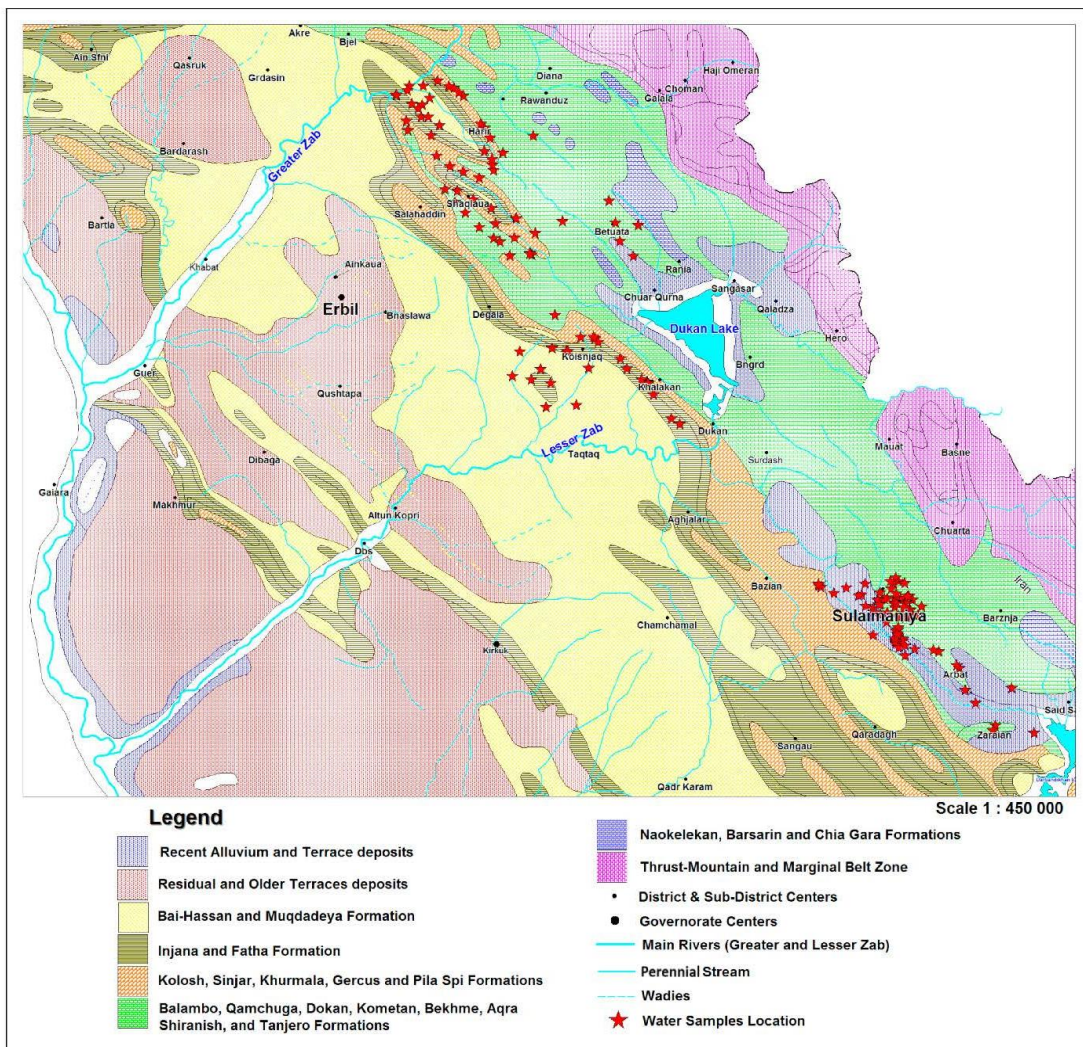 Akre
Bjel
Ain Sfni
Qasruk
Grdasin
Diana
Haji Omeran
Choman
Galala
Rawanduz
Harir
Bardarash
Greater Zab
Shaqlaua
Salahaddin
Bartla
Betuata
Khabat
Ainkaua
Rania
Sangasar
Erbil
Chuar Qurna
Qaladza
Bnaslawa
Degala
Dukan Lake
Hero
Koisnjaq
Bngrd
Guer
Qushtapa
Khalakan
Dukan
Lesser Zab
Taqtaq
Mauat
Basne
Dibaga
Surdash
Gaiara
Makhmur
Altun Kopri
Aghjalar
Chuarta
Dbs
Bazian
Iran
Sulaimaniya
Barznja
Chamchamal
Kirkuk
Arbat
Said S
Qaradagh
Zaraian
Sangau
Qadr Karam
Scale 1 : 450 000
Legend
Recent Alluvium and Terrace deposits
Residual and Older Terraces deposits
Bai-Hassan and Muqdadeya Formation
Injana and Fatha Formation
Kolosh, Sinjar, Khurmala, Gercus and Pila Spi Formations
Balambo, Qamchuga, Dokan, Kometan, Bekhme, Aqra
Shiranish, and Tanjero Formations
Naokelekan, Barsarin and Chia Gara Formations
Thrust-Mountain and Marginal Belt Zone
District & Sub-District Centers
Governorate Centers
Main Rivers (Greater and Lesser Zab)
Perennial Stream
Wadies
Water Samples Location